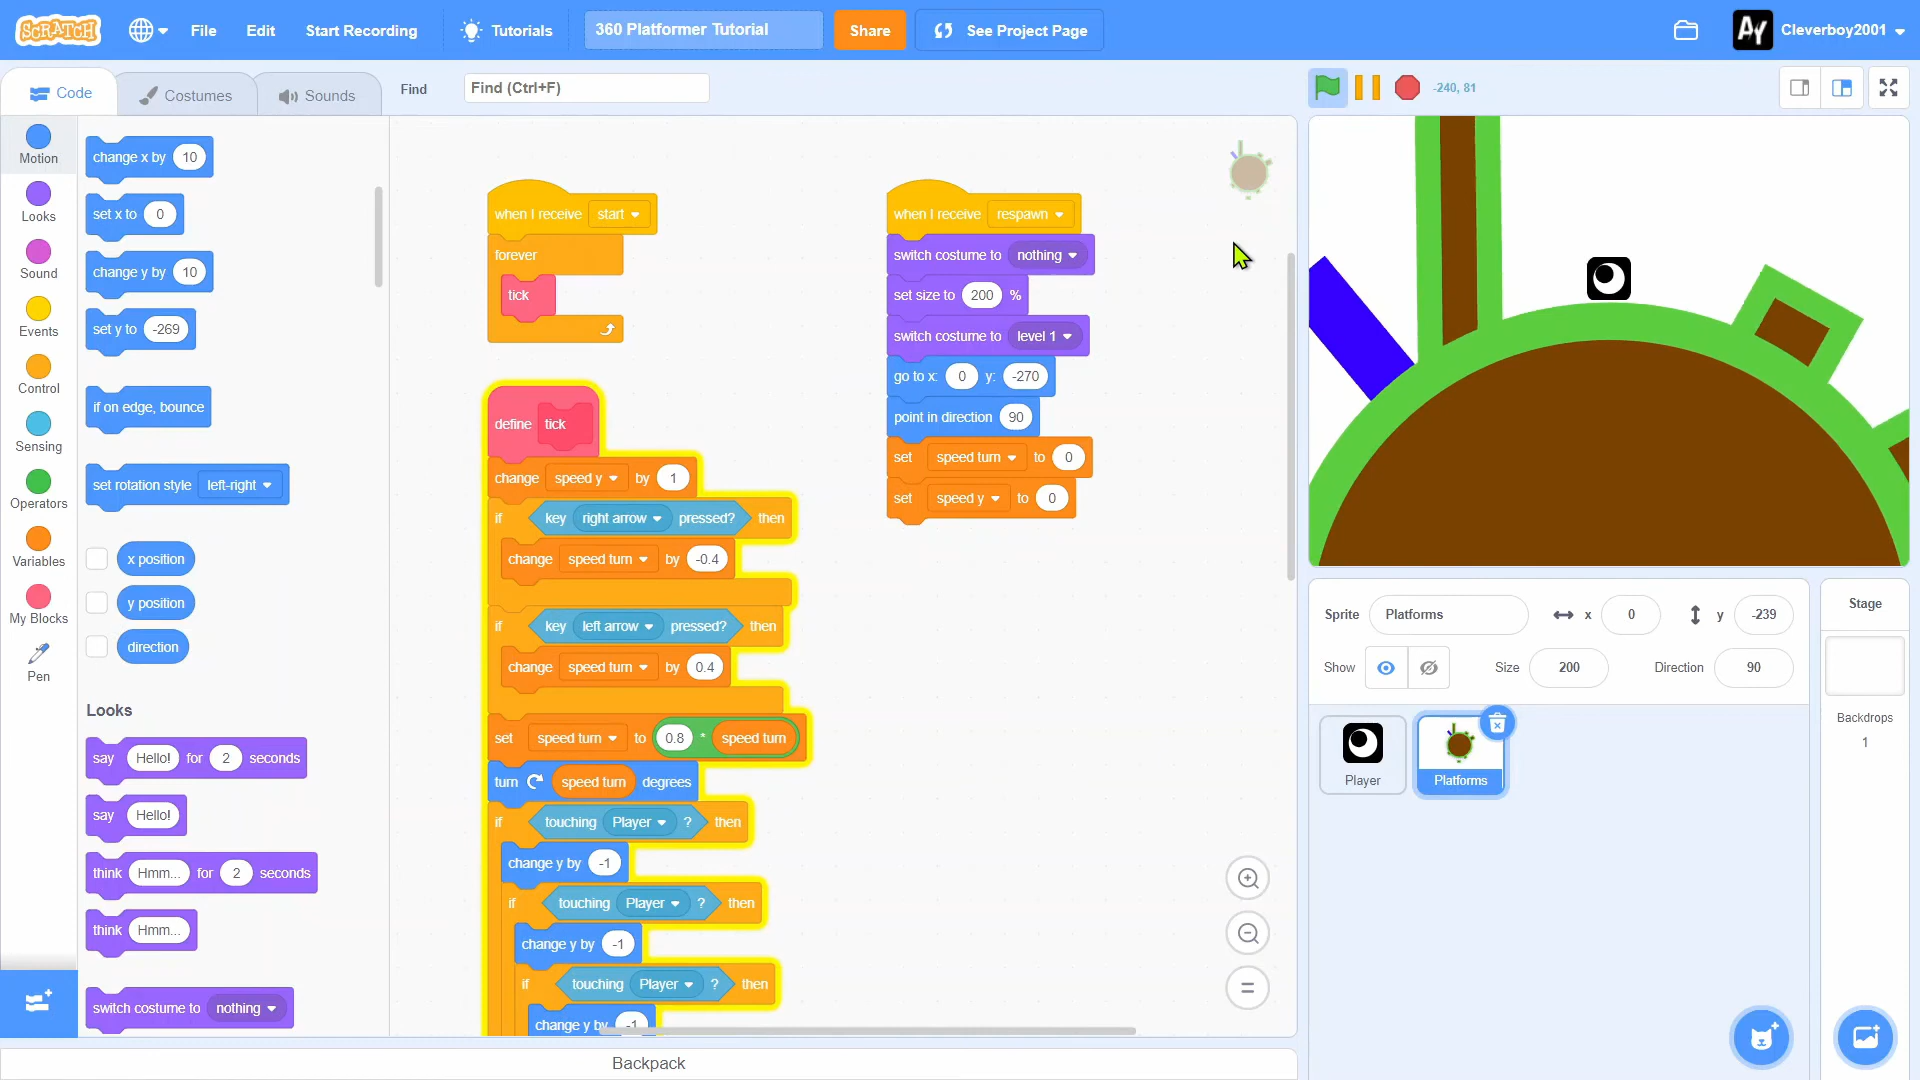 SCRATCH File Edit Start Recording Tutorials 360 Platformer Tutorial Share See Project Page Ay Cleverboy2001
Code Costumes Sounds Find Find (Ctrl+F) -240, 81
Motion
Looks
Sound
Events
Control
Sensing
Operators
Variables
My Blocks
Pen
change x by 10
set x to 0
change y by 10
set y to -269
if on edge, bounce
set rotation style left-right
x position
y position
direction
Looks
say Hello! for 2 seconds
say Hello!
think Hmm... for 2 seconds
think Hmm...
switch costume to nothing
when I receive start
forever
tick
define tick
change speed y by 1
if key right arrow pressed? then
change speed turn by -0.4
if key left arrow pressed? then
change speed turn by 0.4
set speed turn to 0.8 * speed turn
turn speed turn degrees
if touching Player ? then
change y by -1
if touching Player ? then
change y by -1
if touching Player ? then
change y by -1
when I receive respawn
switch costume to nothing
set size to 200 %
switch costume to level 1
go to x: 0 y: -270
point in direction 90
set speed turn to 0
set speed y to 0
Sprite Platforms x 0 y -239
Show Size 200 Direction 90
Player
Platforms
Stage
Backdrops
1
Backpack